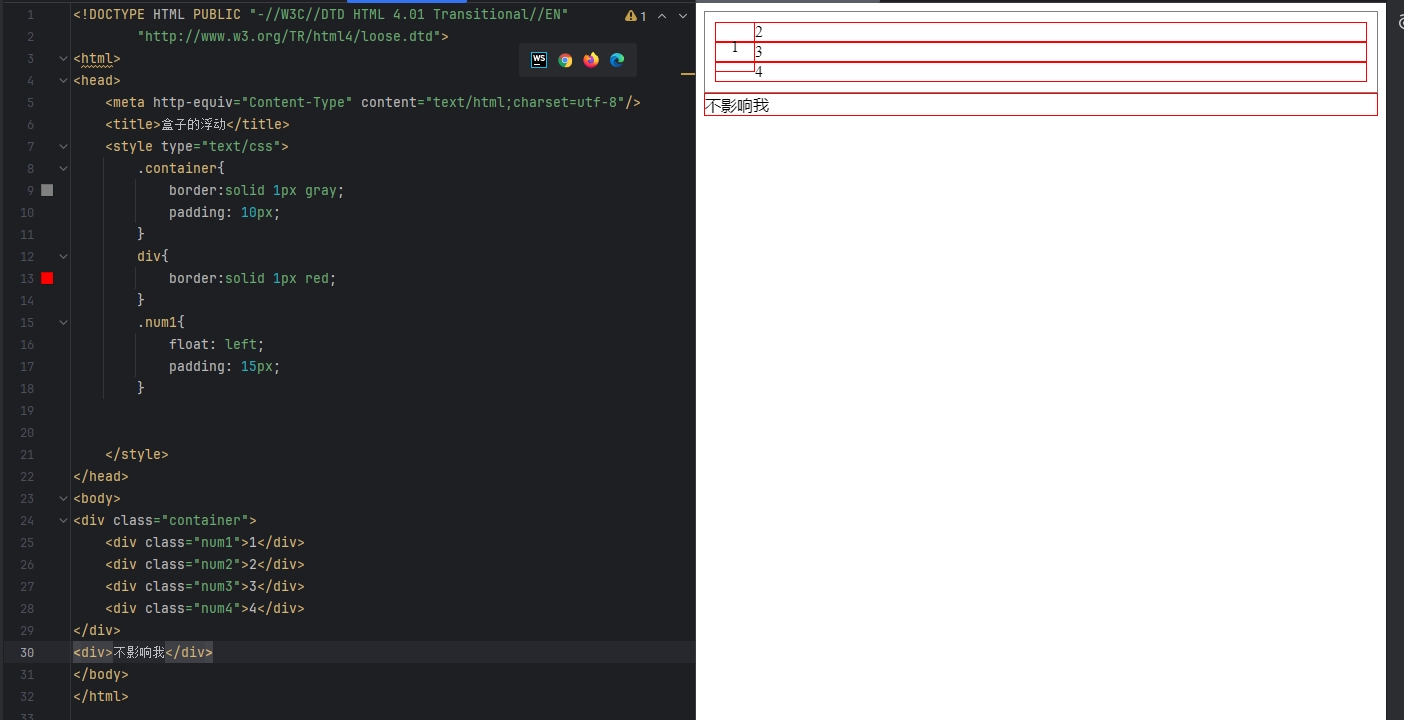 1 <!DOCTYPE HTML PUBLIC "-//W3C//DTD HTML 4.01 Transitional//EN"
2 "http://www.w3.org/TR/html4/loose.dtd">
3 <html>
4 <head>
5 <meta http-equiv="Content-Type" content="text/html;charset=utf-8"/>
6 <title>盒子的浮动</title>
7 <style type="text/css">
8 .container{
9 border:solid 1px gray;
10 padding: 10px;
11 }
12 div{
13 border:solid 1px red;
14 }
15 .num1{
16 float: left;
17 padding: 15px;
18 }
19
20
21 </style>
22 </head>
23 <body>
24 <div class="container">
25 <div class="num1">1</div>
26 <div class="num2">2</div>
27 <div class="num3">3</div>
28 <div class="num4">4</div>
29 </div>
30 <div>不影响我</div>
31 </body>
32 </html>
33
1
WS
2
1
3
4
不影响我